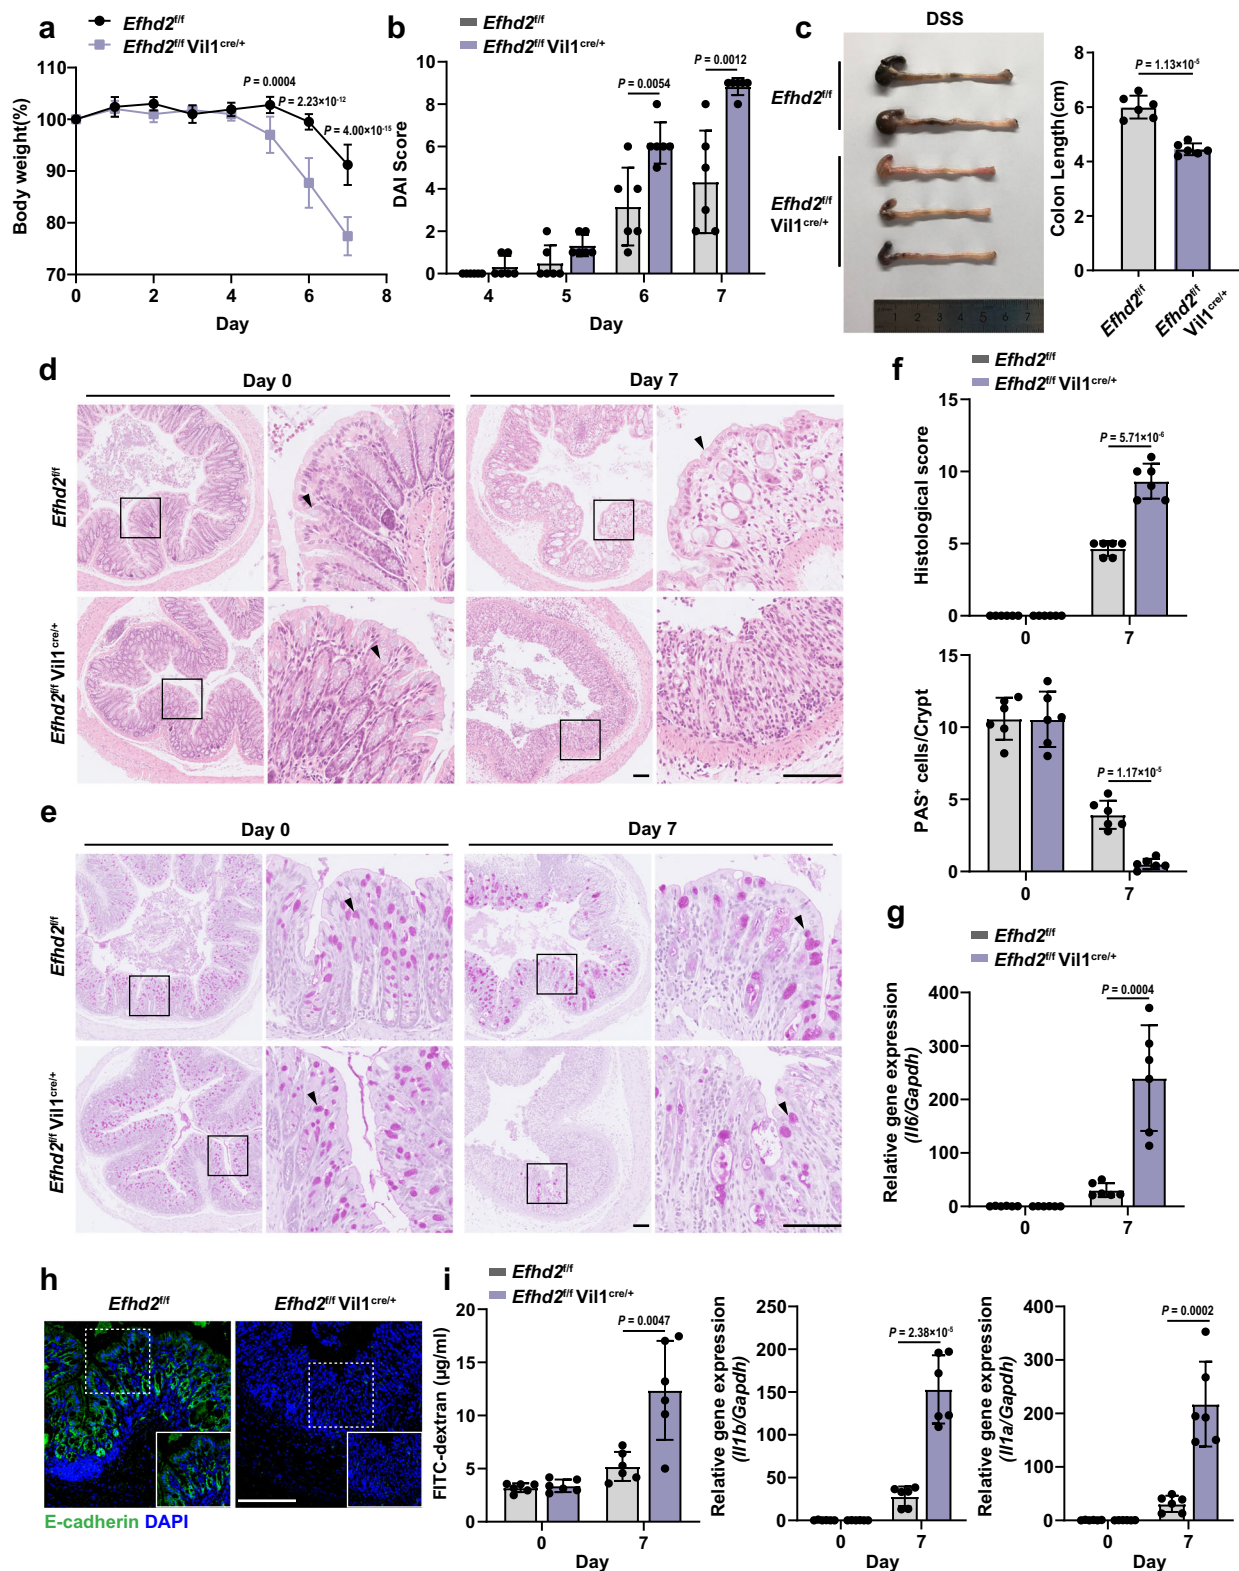 a
Efhd2f/f
Efhd2f/f Vil1cre/+
Body weight(%)
110
100
90
80
70
P = 0.0004
P = 2.23×10-12
P = 4.00×10-15
0 2 4 6 8
Day
b
Efhd2f/f
Efhd2f/f Vil1cre/+
DAI Score
10
8
6
4
2
0
P = 0.0054
P = 0.0012
4 5 6 7
Day
c
DSS
Efhd2f/f
Efhd2f/f
Vil1cre/+
1 2 3 4 5 6 7
Colon Length(cm)
8
6
4
2
0
P = 1.13×10-5
Efhd2f/f
Efhd2f/f
Vil1cre/+
d
Day 0
Day 7
Efhd2f/f
Efhd2f/f Vil1cre/+
e
Day 0
Day 7
Efhd2f/f
Efhd2f/f Vil1cre/+
f
Efhd2f/f
Efhd2f/f Vil1cre/+
Histological score
15
10
5
0
P = 5.71×10-6
0 7
PAS+ cells/Crypt
15
10
5
0
P = 1.17×10-5
0 7
g
Efhd2f/f
Efhd2f/f Vil1cre/+
Relative gene expression
(Il6/Gapdh)
400
300
200
100
0
P = 0.0004
0 7
h
Efhd2f/f
Efhd2f/f Vil1cre/+
E-cadherin DAPI
i
Efhd2f/f
Efhd2f/f Vil1cre/+
FITC-dextran (μg/ml)
20
15
10
5
0
P = 0.0047
0 7
Day
Relative gene expression
(Il1b/Gapdh)
250
200
150
100
50
0
P = 2.38×10-5
0 7
Day
Relative gene expression
(Il1a/Gapdh)
400
300
200
100
0
P = 0.0002
0 7
Day